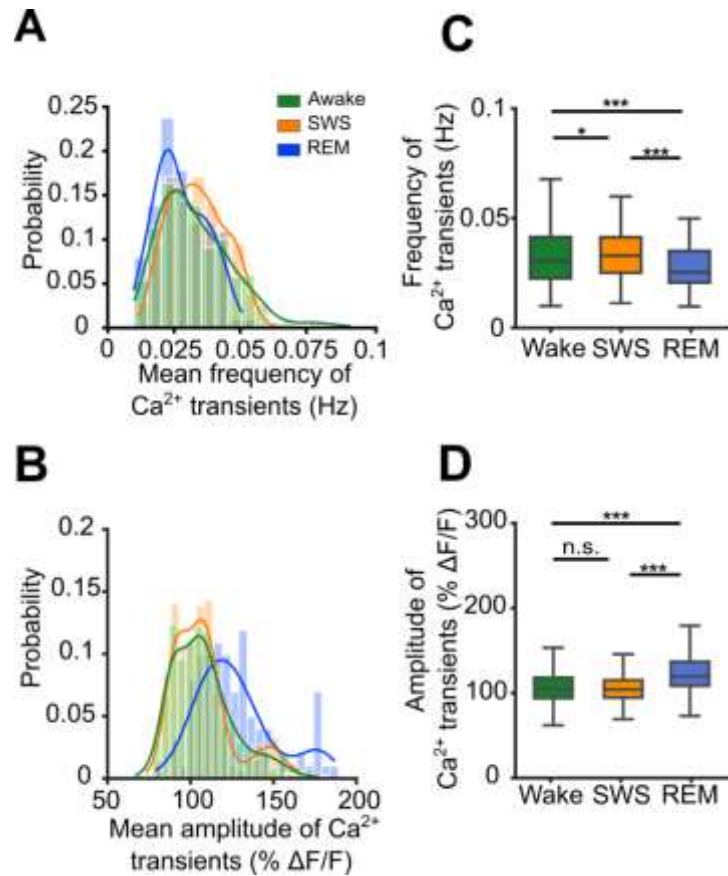 A
0.25
0.2
0.15
0.1
0.05
0
Probability
Awake
SWS
REM
0 0.025 0.05 0.075 0.1
Mean frequency of
Ca²⁺ transients (Hz)
C
0.1
0.05
0
Frequency of
Ca²⁺ transients (Hz)
***
*
***
Wake SWS REM
B
0.2
0.15
0.1
0.05
0
Probability
50 100 150 200
Mean amplitude of Ca²⁺
transients (% ΔF/F)
D
300
200
100
0
Amplitude of
Ca²⁺ transients (% ΔF/F)
***
n.s.
***
Wake SWS REM